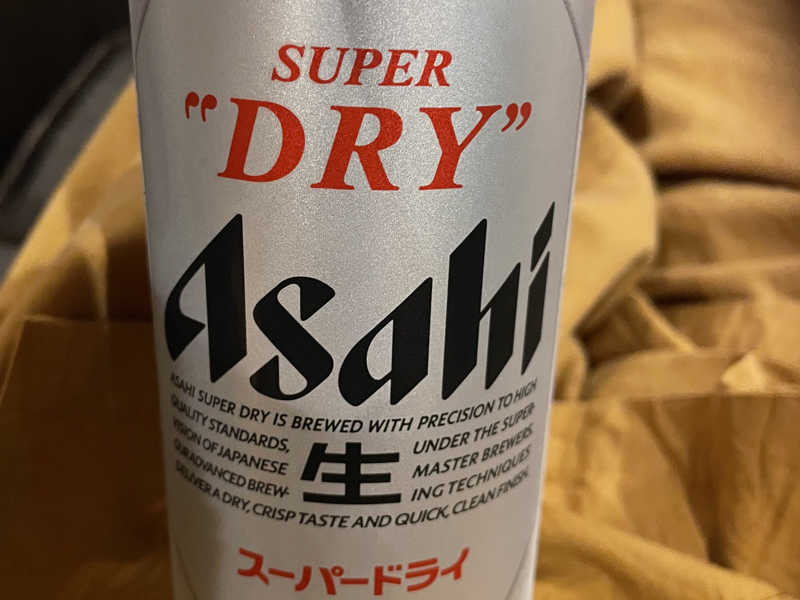 SUPER
"DRY"
Asahi
ASAHI SUPER DRY IS BREWED WITH PRECISION TO HIGH
QUALITY STANDARDS, UNDER THE SUPER-
VISION OF JAPANESE MASTER BREWERS.
OUR ADVANCED BREW- ING TECHNIQUES
DELIVER A DRY, CRISP TASTE AND QUICK, CLEAN FINISH.
生
スーパードライ